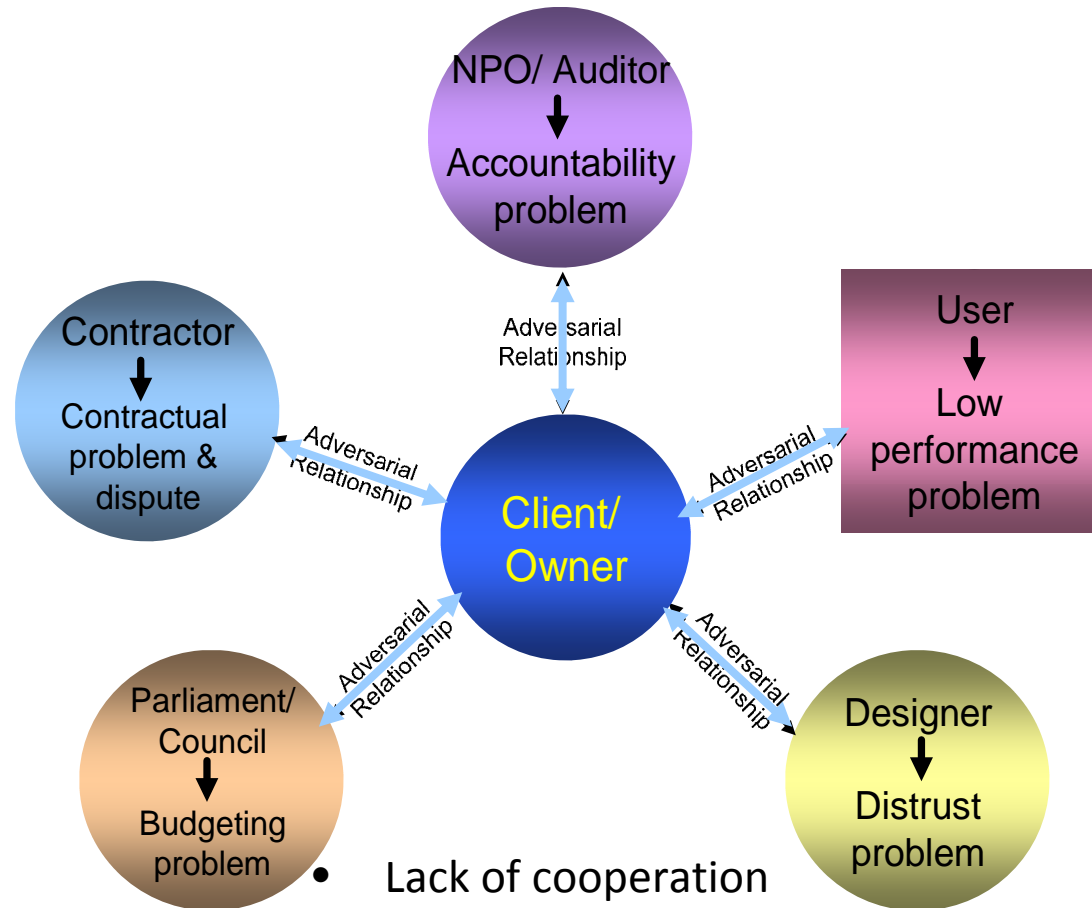 NPO/ Auditor
Accountability
problem
Adversarial
Relationship
Contractor
Contractual
problem &
dispute
Adversarial
Relationship
User
Low
performance
problem
Adversarial
Relationship
Client/
Owner
Parliament/
Council
Budgeting
problem
Adversarial
Relationship
Designer
Distrust
problem
Adversarial
Relationship
• Lack of cooperation